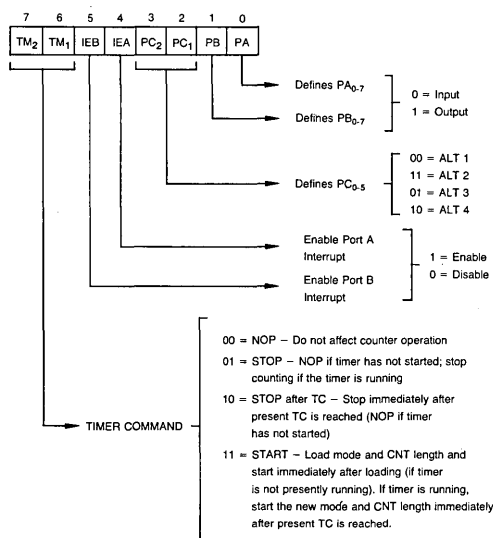 7 6 5 4 3 2 1 0
TM₂ TM₁ IEB IEA PC₂ PC₁ PB PA
Defines PA₀₋₇
Defines PB₀₋₇
0 = Input
1 = Output
Defines PC₀₋₅
00 = ALT 1
11 = ALT 2
01 = ALT 3
10 = ALT 4
Enable Port A
Interrupt
Enable Port B
Interrupt
1 = Enable
0 = Disable
TIMER COMMAND
00 = NOP – Do not affect counter operation
01 = STOP – NOP if timer has not started; stop
counting if the timer is running
10 = STOP after TC – Stop immediately after
present TC is reached (NOP if timer
has not started)
11 = START – Load mode and CNT length and
start immediately after loading (if timer
is not presently running). If timer is running,
start the new mode and CNT length immediately
after present TC is reached.